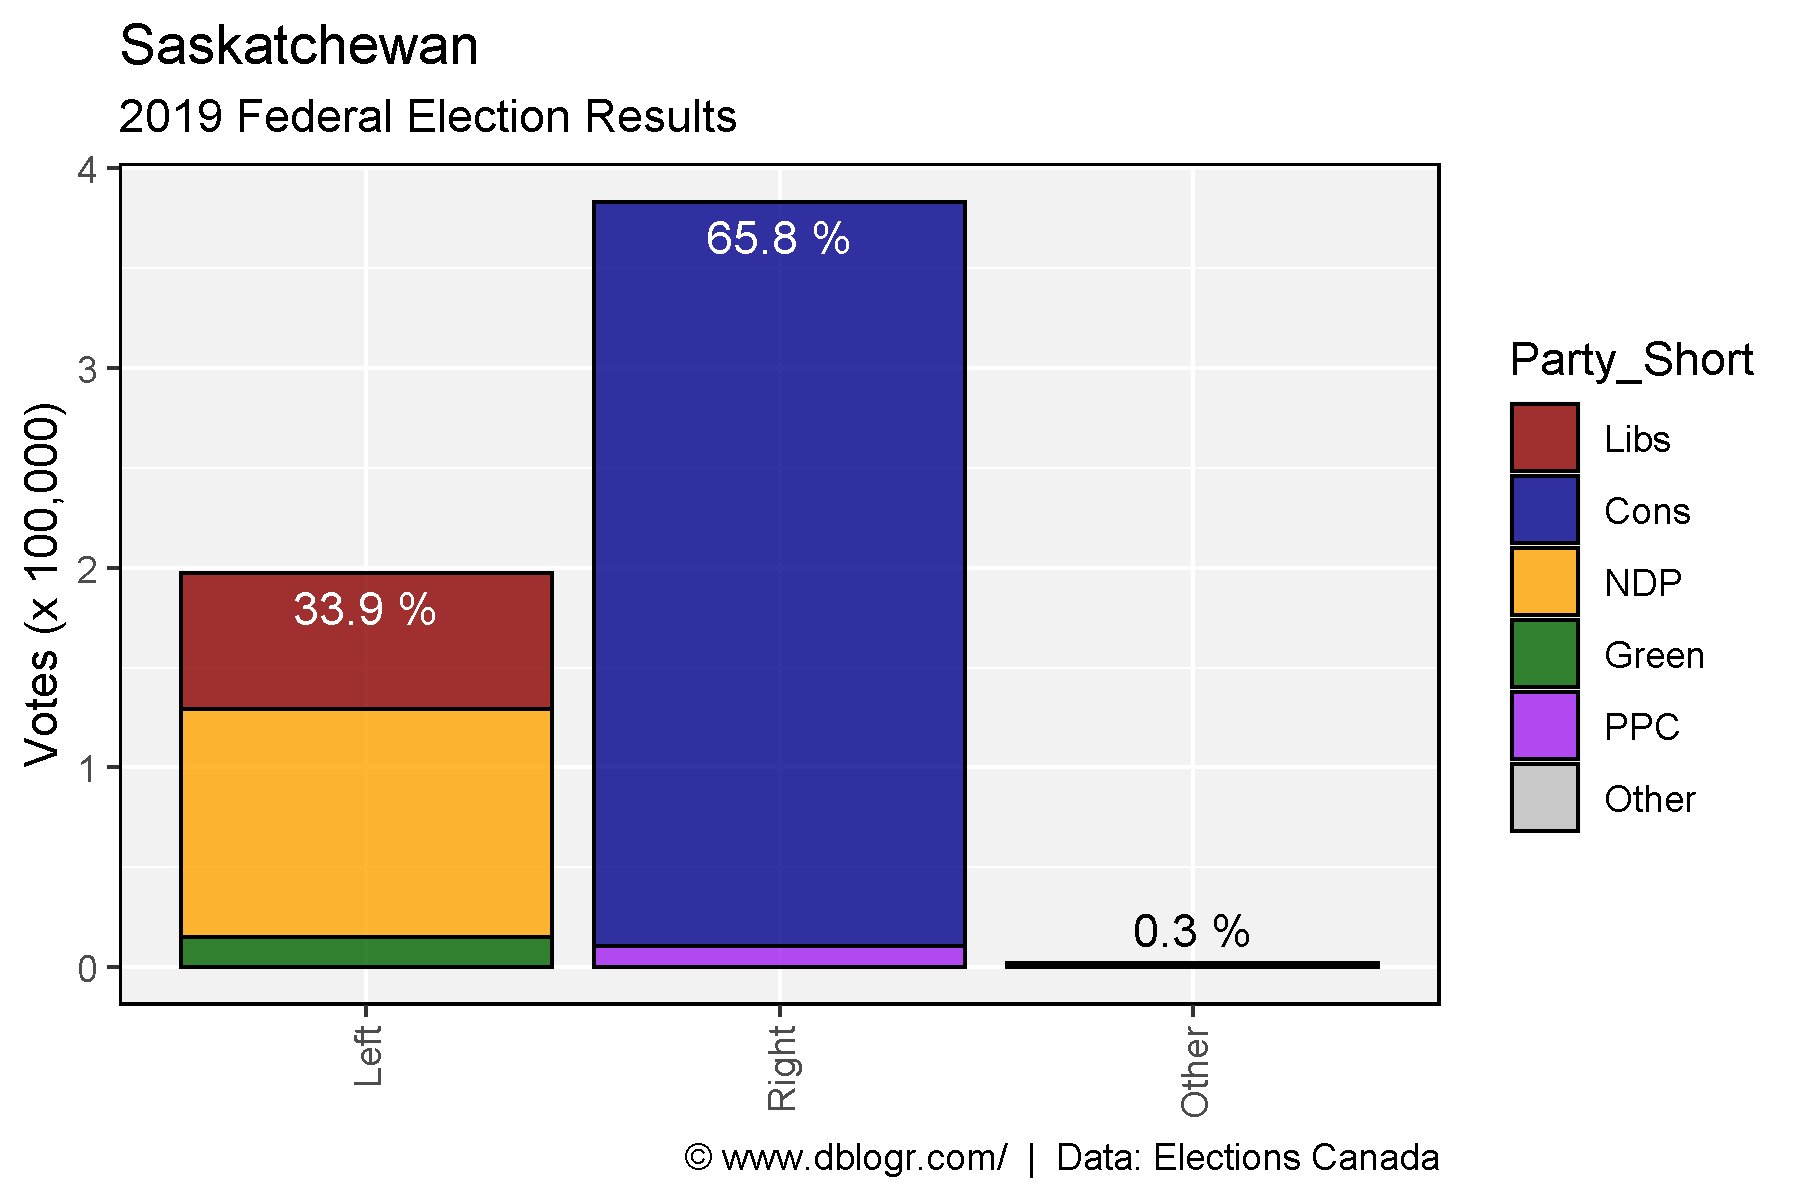 Saskatchewan
2019 Federal Election Results
Votes (x 100,000)
4
3
2
1
0
33.9 %
65.8 %
0.3 %
Left
Right
Other
Party_Short
Libs
Cons
NDP
Green
PPC
Other
© www.dblogr.com/ | Data: Elections Canada